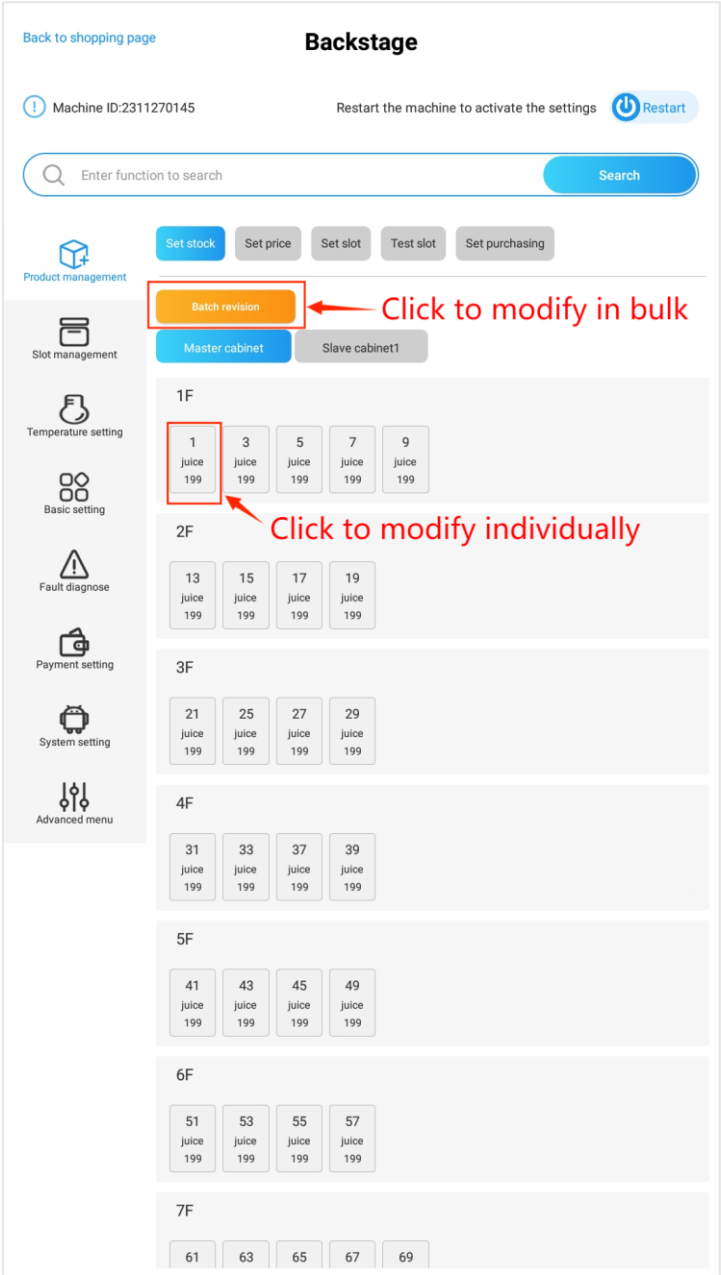 Back to shopping page
Backstage
Machine ID:2311270145
Restart the machine to activate the settings
Restart
Enter function to search
Search
Product management
Slot management
Temperature setting
Basic setting
Fault diagnose
Payment setting
System setting
Advanced menu
Set stock Set price Set slot Test slot Set purchasing
Batch revision
Click to modify in bulk
Master cabinet Slave cabinet1
1F
1 3 5 7 9
juice juice juice juice juice
199 199 199 199 199
Click to modify individually
2F
13 15 17 19
juice juice juice juice
199 199 199 199
3F
21 25 27 29
juice juice juice juice
199 199 199 199
4F
31 33 37 39
juice juice juice juice
199 199 199 199
5F
41 43 45 49
juice juice juice juice
199 199 199 199
6F
51 53 55 57
juice juice juice juice
199 199 199 199
7F
61 63 65 67 69